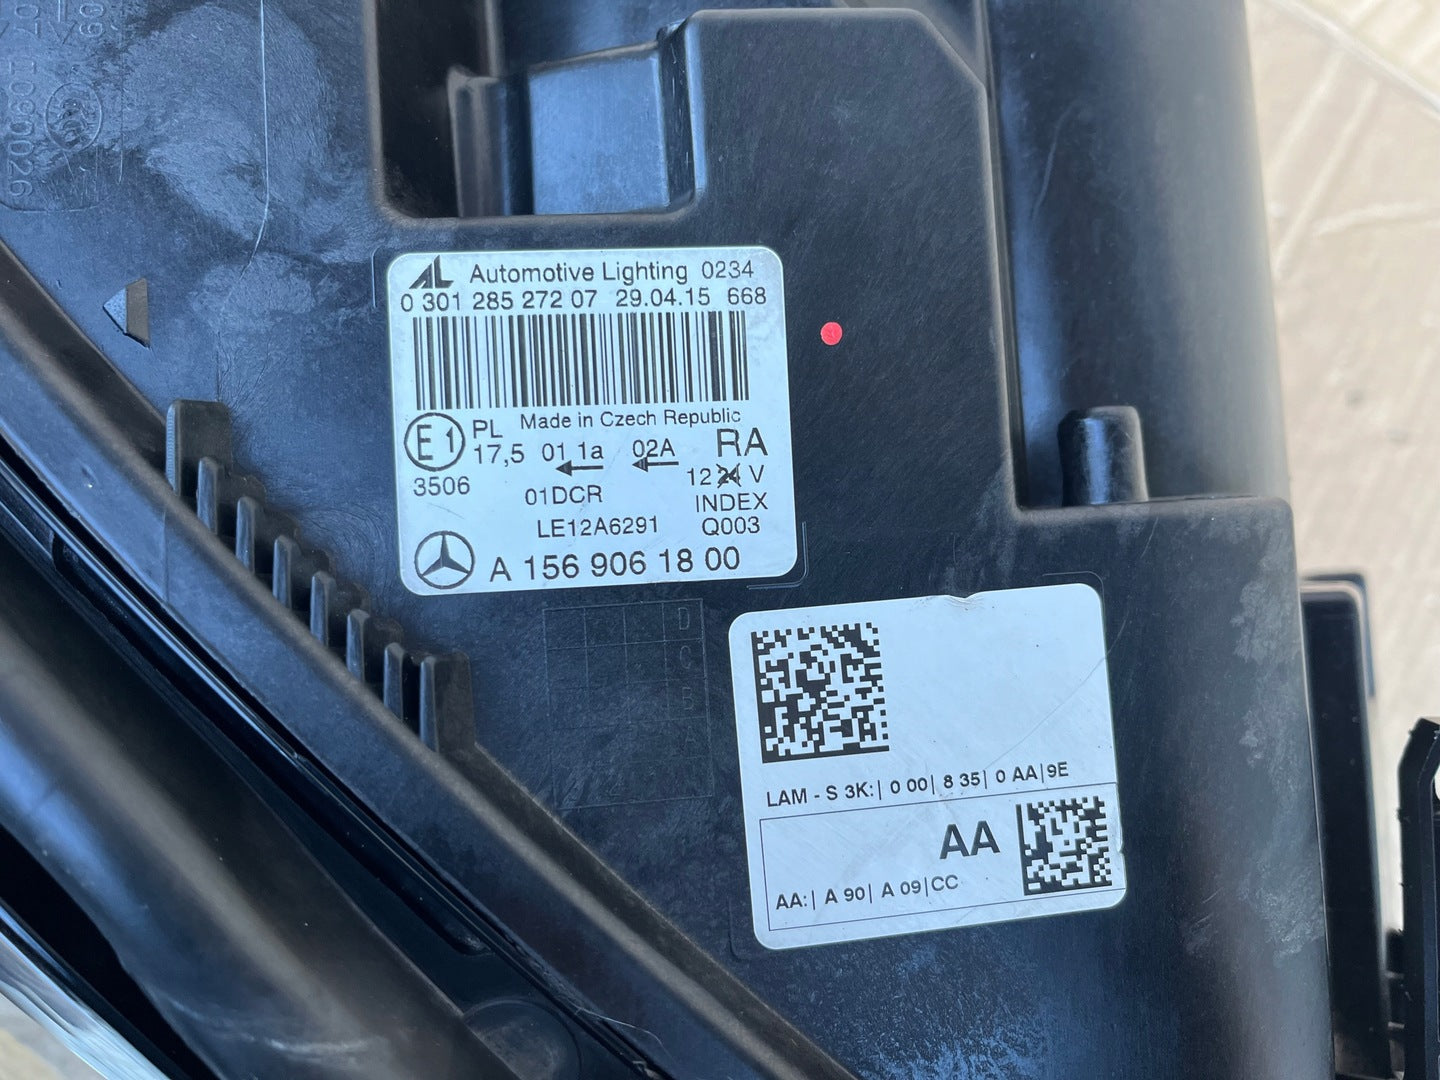 AL Automotive Lighting 0234
0 301 285 272 07 29.04.15 668
Made in Czech Republic
E1 PL 17,5 01 1a 02A RA
3506 12 24 V
01DCR INDEX
LE12A6291 Q003
A 156 906 18 00
D
C
B
A
LAM - S 3K:| 0 00| 8 35| 0 AA|9E
AA
AA:| A 90| A 09|CC